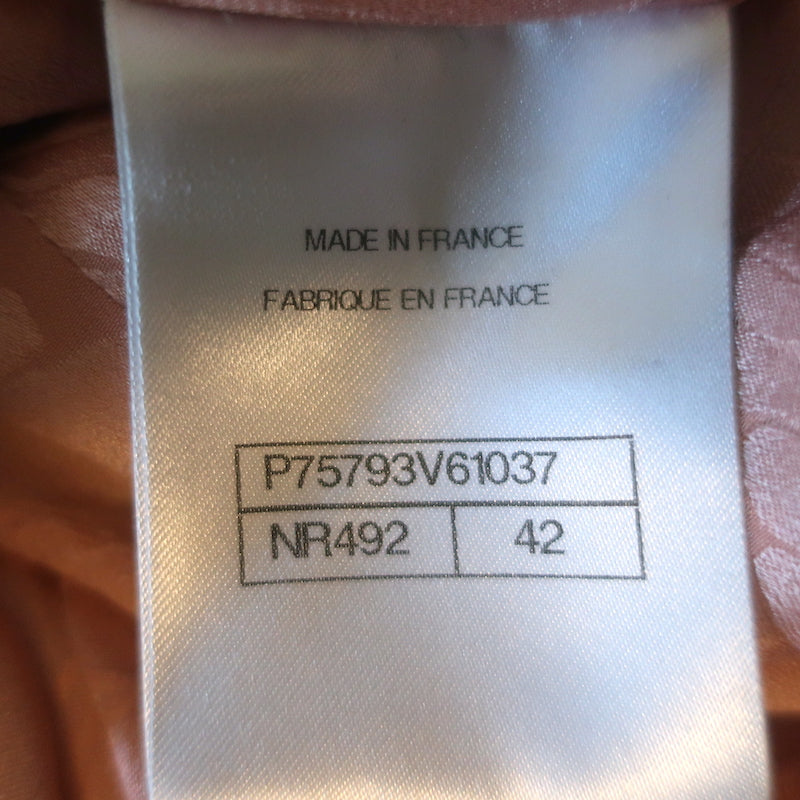 MADE IN FRANCE
FABRIQUE EN FRANCE
P75793V61037
NR492 42